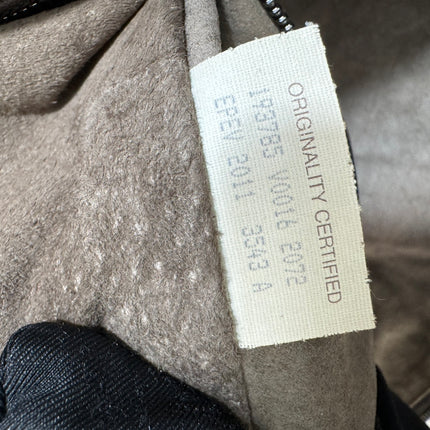 ORIGINALITY CERTIFIED
193785 V0016 2072
EPEV 2011 3543 A